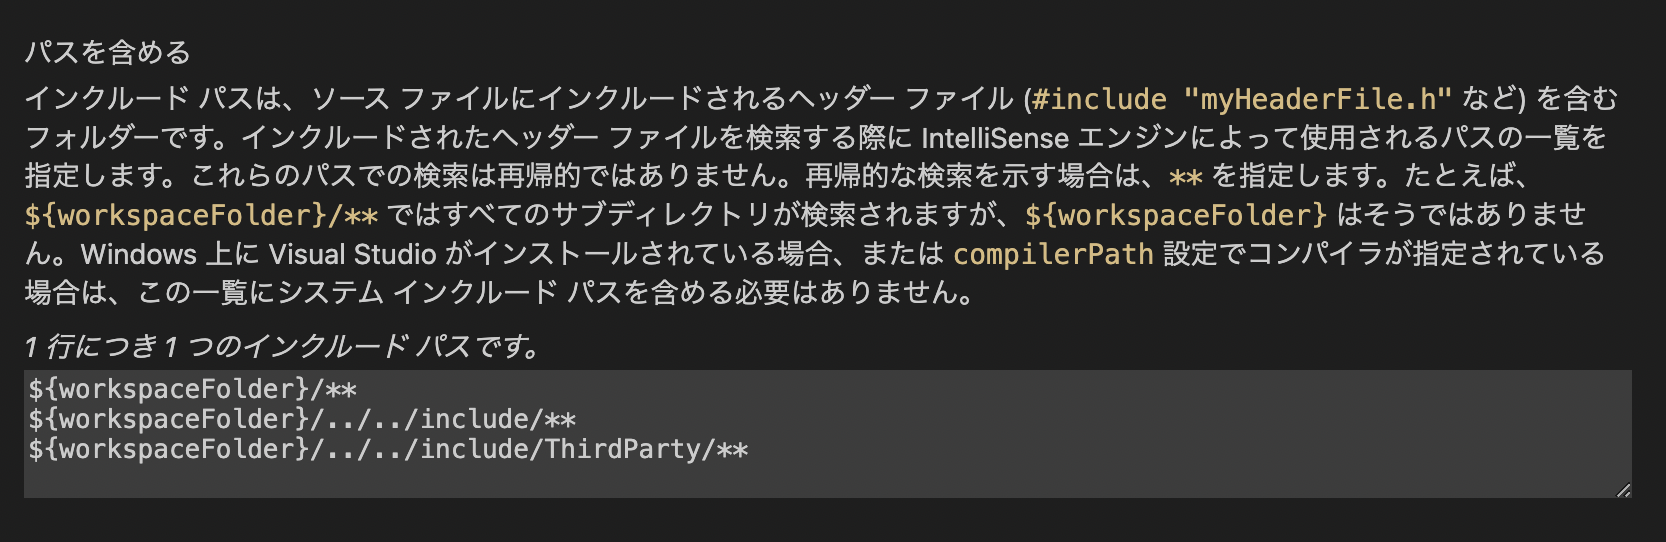 パスを含める
インクルード パスは、ソース ファイルにインクルードされるヘッダー ファイル (#include "myHeaderFile.h" など) を含む
フォルダーです。インクルードされたヘッダー ファイルを検索する際に IntelliSense エンジンによって使用されるパスの一覧を
指定します。これらのパスでの検索は再帰的ではありません。再帰的な検索を示す場合は、** を指定します。たとえば、
${workspaceFolder}/** ではすべてのサブディレクトリが検索されますが、${workspaceFolder} はそうではありませ
ん。Windows 上に Visual Studio がインストールされている場合、または compilerPath 設定でコンパイラが指定されている
場合は、この一覧にシステム インクルード パスを含める必要はありません。
1 行につき 1 つのインクルード パスです。
${workspaceFolder}/**
${workspaceFolder}/../../include/**
${workspaceFolder}/../../include/ThirdParty/**